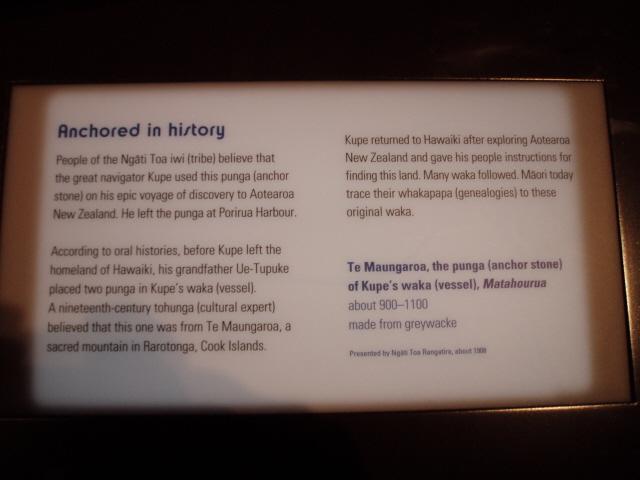 Anchored in history
People of the Ngāti Toa iwi (tribe) believe that
the great navigator Kupe used this punga (anchor
stone) on his epic voyage of discovery to Aotearoa
New Zealand. He left the punga at Porirua Harbour.
According to oral histories, before Kupe left the
homeland of Hawaiki, his grandfather Ue-Tupuke
placed two punga in Kupe's waka (vessel).
A nineteenth-century tohunga (cultural expert)
believed that this one was from Te Maungaroa, a
sacred mountain in Rarotonga, Cook Islands.
Kupe returned to Hawaiki after exploring Aotearoa
New Zealand and gave his people instructions for
finding this land. Many waka followed. Māori today
trace their whakapapa (genealogies) to these
original waka.
Te Maungaroa, the punga (anchor stone)
of Kupe's waka (vessel), Matahourua
about 900–1100
made from greywacke
Presented by Ngāti Toa Rangatira, about 1908